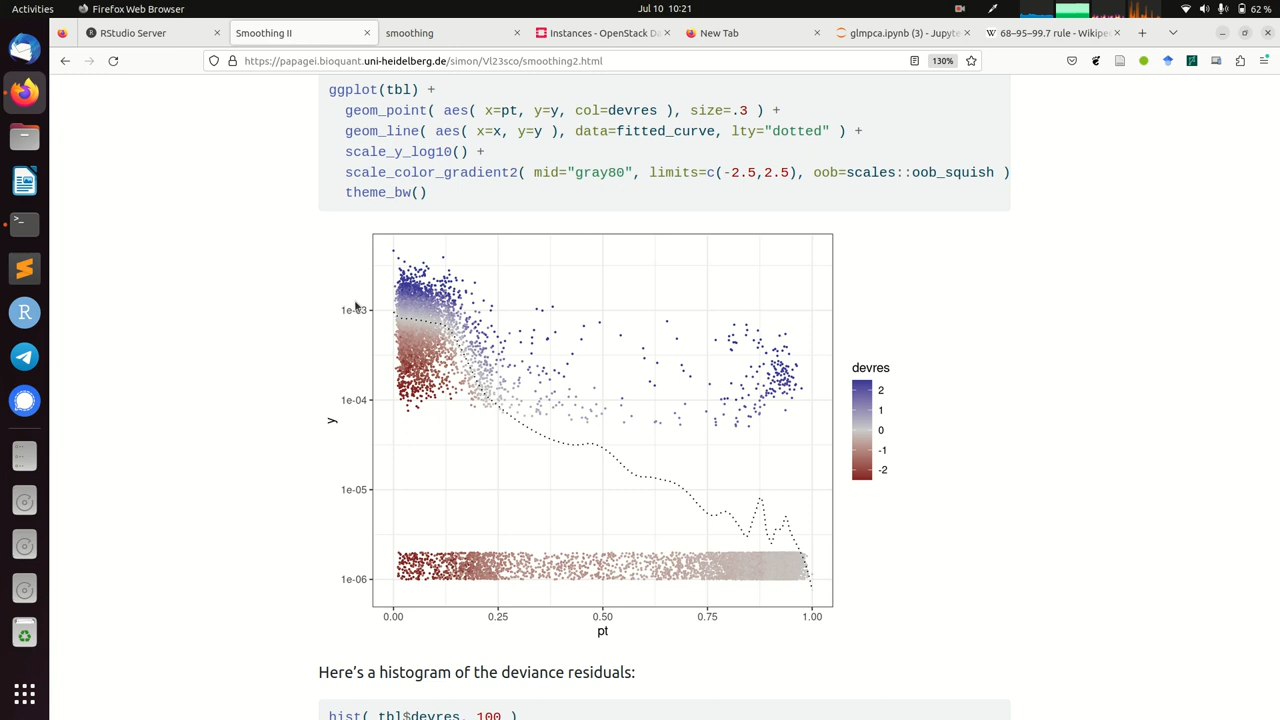 Activities
Firefox Web Browser
Jul 10 10:21
62 %
RStudio Server
Smoothing II
smoothing
Instances - OpenStack Da
New Tab
glmpca.ipynb (3) - Jupyte
68–95–99.7 rule - Wikipe
https://papagei.bioquant.uni-heidelberg.de/simon/Vl23sco/smoothing2.html
130%
ggplot(tbl) +
geom_point( aes( x=pt, y=y, col=devres ), size=.3 ) +
geom_line( aes( x=x, y=y ), data=fitted_curve, lty="dotted" ) +
scale_y_log10() +
scale_color_gradient2( mid="gray80", limits=c(-2.5,2.5), oob=scales::oob_squish )
theme_bw()
1e-03
1e-04
1e-05
1e-06
y
0.00 0.25 0.50 0.75 1.00
pt
devres
2
1
0
-1
-2
Here's a histogram of the deviance residuals:
hist( tbl$devres, 100 )